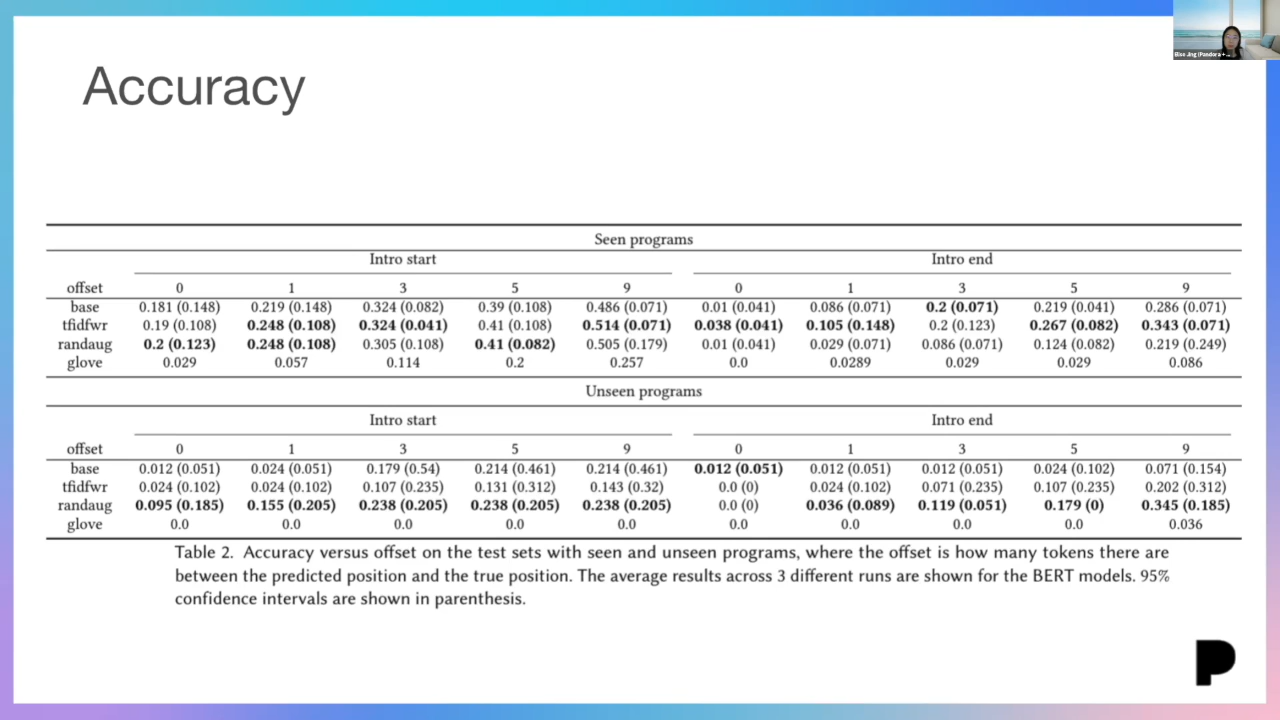 Elise Jing (Pandora +
Accuracy
Seen programs
Intro start Intro end
offset 0 1 3 5 9 0 1 3 5 9
base 0.181 (0.148) 0.219 (0.148) 0.324 (0.082) 0.39 (0.108) 0.486 (0.071) 0.01 (0.041) 0.086 (0.071) 0.2 (0.071) 0.219 (0.041) 0.286 (0.071)
tfidfwr 0.19 (0.108) 0.248 (0.108) 0.324 (0.041) 0.41 (0.108) 0.514 (0.071) 0.038 (0.041) 0.105 (0.148) 0.2 (0.123) 0.267 (0.082) 0.343 (0.071)
randaug 0.2 (0.123) 0.248 (0.108) 0.305 (0.108) 0.41 (0.082) 0.505 (0.179) 0.01 (0.041) 0.029 (0.071) 0.086 (0.071) 0.124 (0.082) 0.219 (0.249)
glove 0.029 0.057 0.114 0.2 0.257 0.0 0.0289 0.029 0.029 0.086
Unseen programs
Intro start Intro end
offset 0 1 3 5 9 0 1 3 5 9
base 0.012 (0.051) 0.024 (0.051) 0.179 (0.54) 0.214 (0.461) 0.214 (0.461) 0.012 (0.051) 0.012 (0.051) 0.012 (0.051) 0.024 (0.102) 0.071 (0.154)
tfidfwr 0.024 (0.102) 0.024 (0.102) 0.107 (0.235) 0.131 (0.312) 0.143 (0.32) 0.0 (0) 0.024 (0.102) 0.071 (0.235) 0.107 (0.235) 0.202 (0.312)
randaug 0.095 (0.185) 0.155 (0.205) 0.238 (0.205) 0.238 (0.205) 0.238 (0.205) 0.0 (0) 0.036 (0.089) 0.119 (0.051) 0.179 (0) 0.345 (0.185)
glove 0.0 0.0 0.0 0.0 0.0 0.0 0.0 0.0 0.0 0.036
Table 2. Accuracy versus offset on the test sets with seen and unseen programs, where the offset is how many tokens there are
between the predicted position and the true position. The average results across 3 different runs are shown for the BERT models. 95%
confidence intervals are shown in parenthesis.